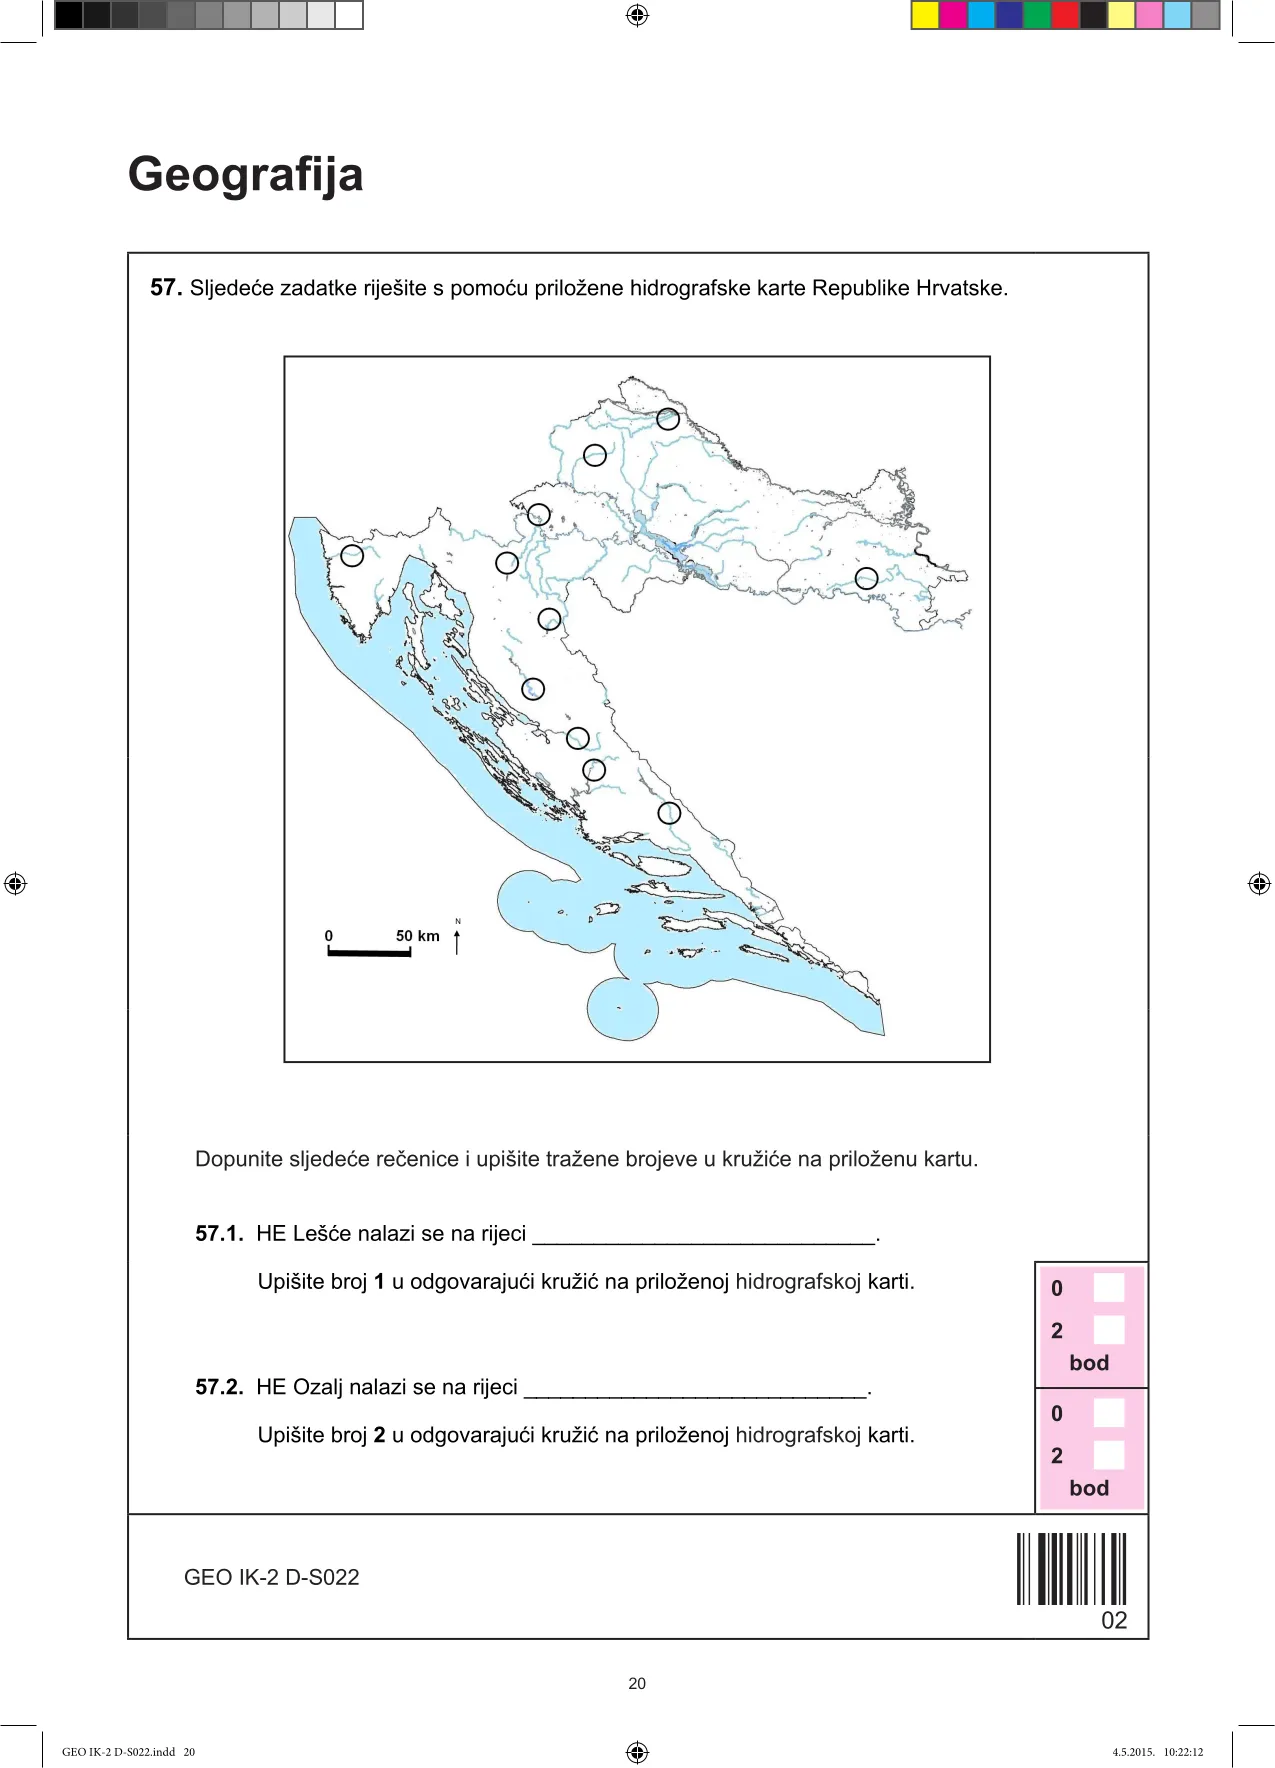 Geografija
57. Sljedeće zadatke riješite s pomoću priložene hidrografske karte Republike Hrvatske.
N
0 50 km
Dopunite sljedeće rečenice i upišite tražene brojeve u kružiće na priloženu kartu.
57.1. HE Lešće nalazi se na rijeci ____________________________.
Upišite broj 1 u odgovarajući kružić na priloženoj hidrografskoj karti.
0
2
bod
57.2. HE Ozalj nalazi se na rijeci ____________________________.
Upišite broj 2 u odgovarajući kružić na priloženoj hidrografskoj karti.
0
2
bod
GEO IK-2 D-S022
02
20
GEO IK-2 D-S022.indd 20
4.5.2015. 10:22:12